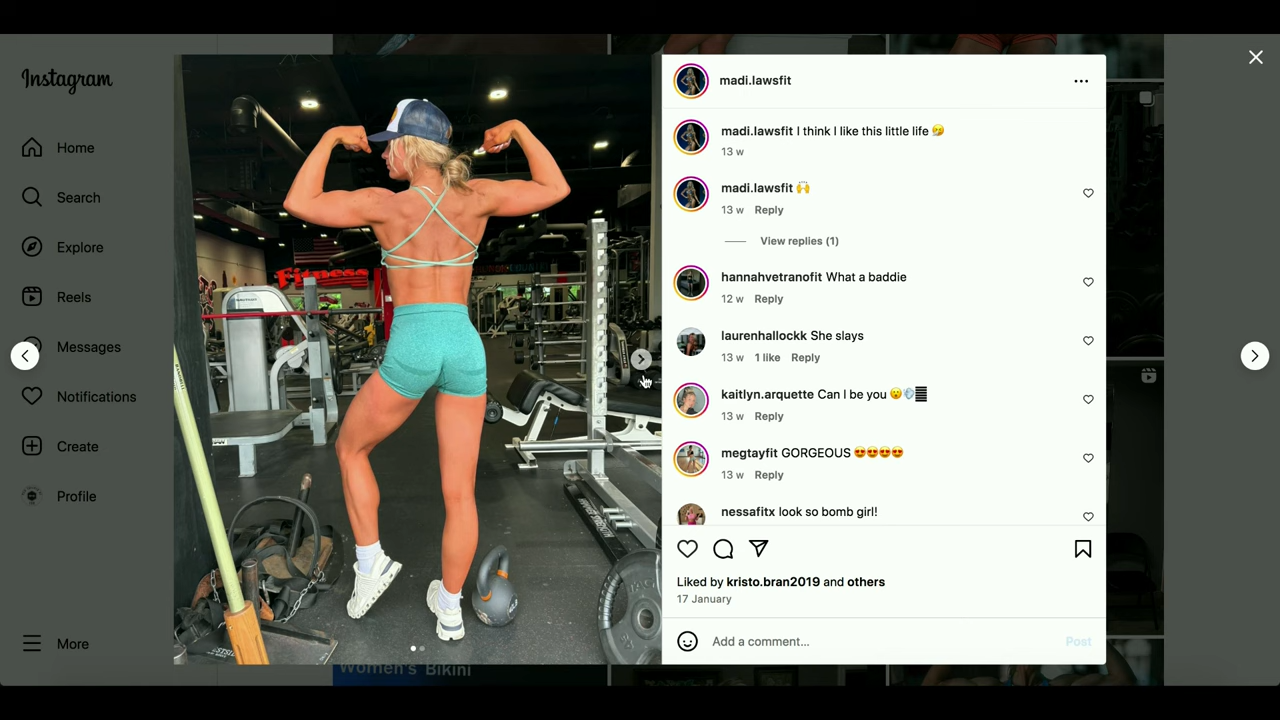 Instagram
Home
Search
Explore
Reels
Messages
Notifications
Create
Profile
More
Fitness
madi.lawsfit
madi.lawsfit I think I like this little life 🤧
13 w
madi.lawsfit 🙌
13 w Reply
View replies (1)
hannahvetranofit What a baddie
12 w Reply
laurenhallockk She slays
13 w 1 like Reply
kaitlyn.arquette Can I be you 😮‍💨
13 w Reply
megtayfit GORGEOUS 😍😍😍😍
13 w Reply
nessafitx look so bomb girl!
Liked by kristo.bran2019 and others
17 January
Add a comment...
Post
Women's Bikini